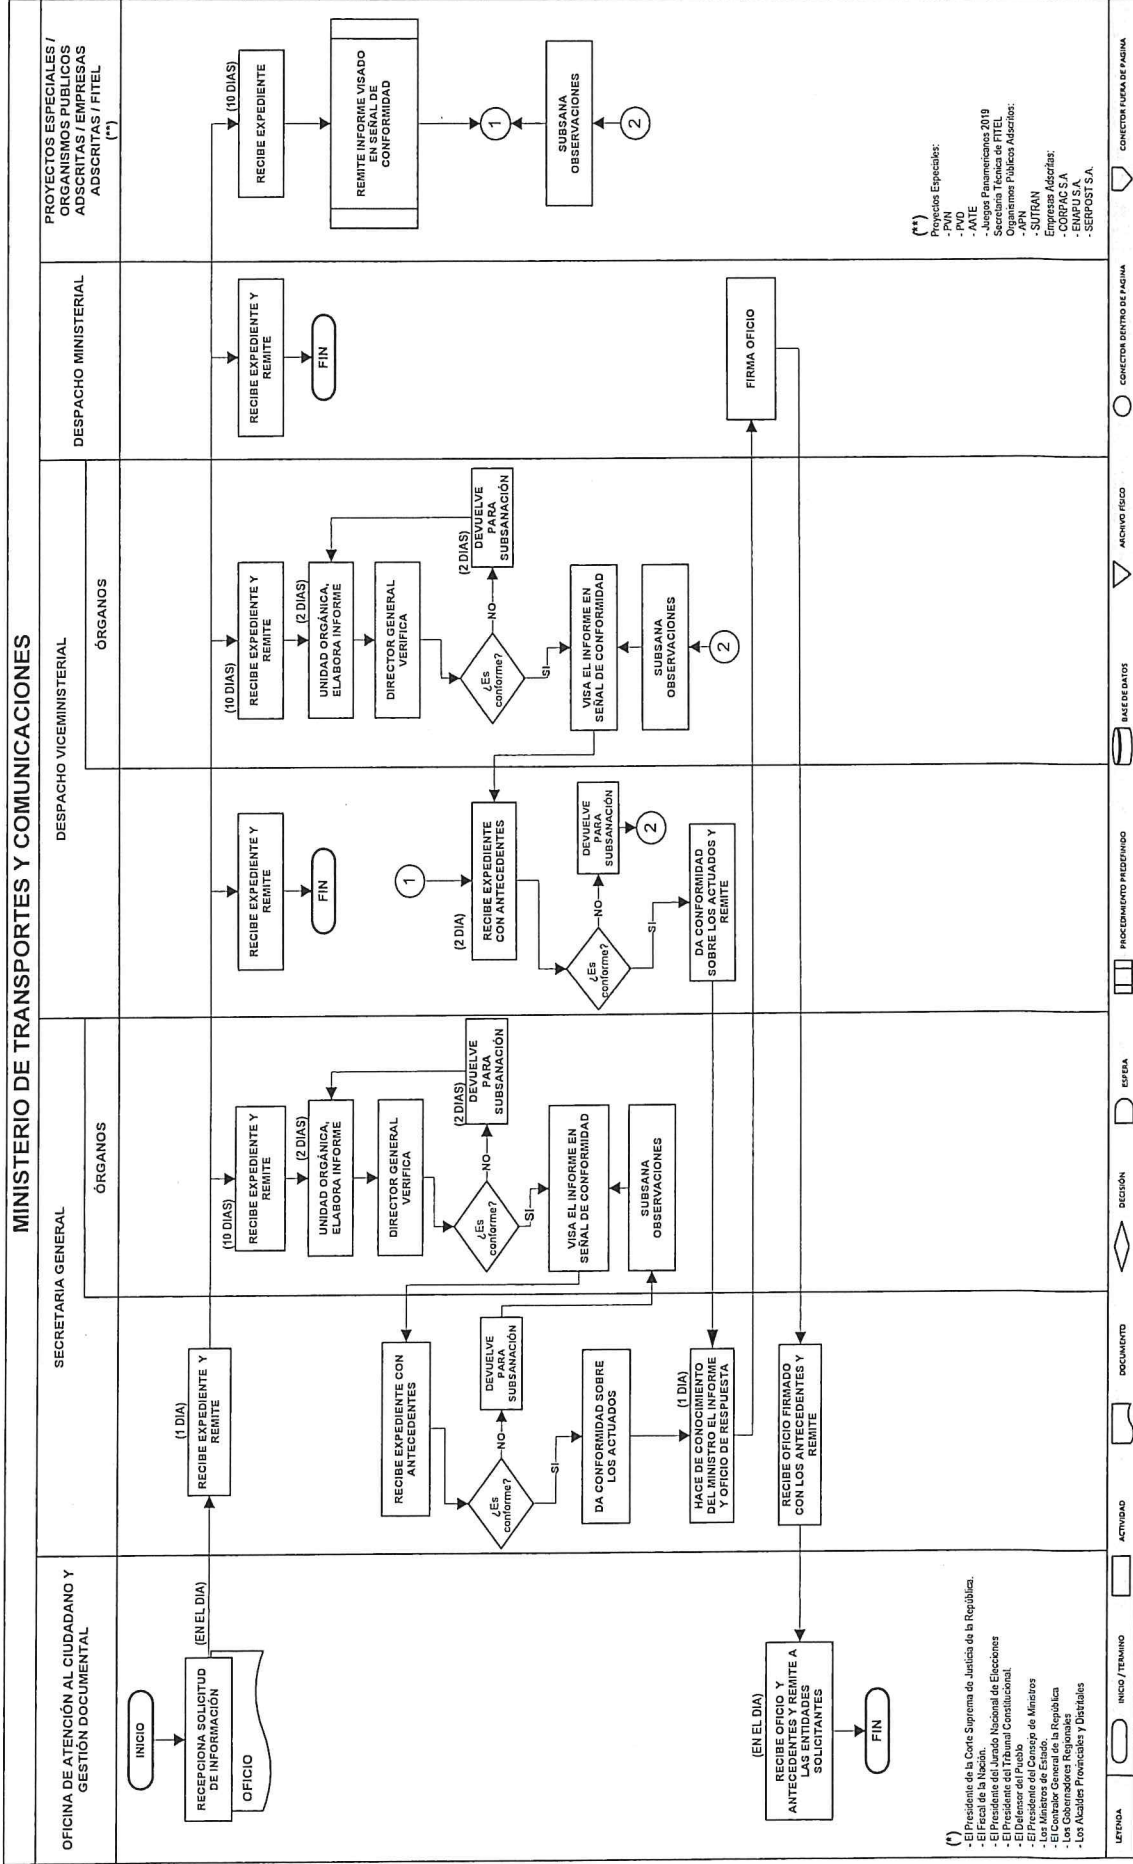 MINISTERIO DE TRANSPORTES Y COMUNICACIONES
OFICINA DE ATENCIÓN AL CIUDADANO Y
GESTIÓN DOCUMENTAL
SECRETARIA GENERAL
ÓRGANOS
DESPACHO VICEMINISTERIAL
ÓRGANOS
DESPACHO MINISTERIAL
PROYECTOS ESPECIALES /
ORGANISMOS PUBLICOS
ADSCRITAS / EMPRESAS
ADSCRITAS / FITEL
(**)
INICIO
RECEPCIONA SOLICITUD
DE INFORMACIÓN
OFICIO
(EN EL DIA)
(EN EL DIA)
RECIBE OFICIO Y
ANTECEDENTES Y REMITE A
LAS ENTIDADES
SOLICITANTES
FIN
(*)
- El Presidente de la Corte Suprema de Justicia de la República.
- El Fiscal de la Nación.
- El Presidente del Jurado Nacional de Elecciones
- El Presidente del Tribunal Constitucional.
- El Defensor del Pueblo
- El Presidente del Consejo de Ministros
- Los Ministros de Estado.
- El Contralor General de la República
- Los Gobernadores Regionales
- Los Alcaldes Provinciales y Distritales
(1 DIA)
RECIBE EXPEDIENTE Y
REMITE
RECIBE EXPEDIENTE CON
ANTECEDENTES
¿Es
conforme?
NO
DEVUELVE
PARA
SUBSANACIÓN
SI
DA CONFORMIDAD SOBRE
LOS ACTUADOS
(1 DIA)
HACE DE CONOCIMIENTO
DEL MINISTRO EL INFORME
Y OFICIO DE RESPUESTA
RECIBE OFICIO FIRMADO
CON LOS ANTECEDENTES Y
REMITE
(10 DIAS)
RECIBE EXPEDIENTE Y
REMITE
(2 DIAS)
UNIDAD ORGÁNICA,
ELABORA INFORME
DIRECTOR GENERAL
VERIFICA
¿Es
conforme?
NO
(2 DIAS)
DEVUELVE
PARA
SUBSANACIÓN
SI
VISA EL INFORME EN
SEÑAL DE CONFORMIDAD
SUBSANA
OBSERVACIONES
RECIBE EXPEDIENTE Y
REMITE
FIN
1
(2 DIA)
RECIBE EXPEDIENTE
CON ANTECEDENTES
¿Es
conforme?
NO
DEVUELVE
PARA
SUBSANACIÓN
2
SI
DA CONFORMIDAD
SOBRE LOS ACTUADOS Y
REMITE
(10 DIAS)
RECIBE EXPEDIENTE Y
REMITE
(2 DIAS)
UNIDAD ORGÁNICA,
ELABORA INFORME
DIRECTOR GENERAL
VERIFICA
¿Es
conforme?
NO
(2 DIAS)
DEVUELVE
PARA
SUBSANACIÓN
SI
VISA EL INFORME EN
SEÑAL DE CONFORMIDAD
SUBSANA
OBSERVACIONES
2
RECIBE EXPEDIENTE Y
REMITE
FIN
FIRMA OFICIO
(10 DIAS)
RECIBE EXPEDIENTE
REMITE INFORME VISADO
EN SEÑAL DE
CONFORMIDAD
1
SUBSANA
OBSERVACIONES
2
(**)
Proyectos Especiales:
- PVN
- PVD
- AATE
- Juegos Panamericanos 2019
Secretaria Técnica de FITEL
Organismos Públicos Adscritos:
- APN
- SUTRAN
Empresas Adscritas:
- CORPAC S.A
- ENAPU S.A.
- SERPOST S.A.
LEYENDA
INICIO / TERMINO
ACTIVIDAD
DOCUMENTO
DECISIÓN
ESPERA
PROCEDIMIENTO PREDEFINIDO
BASE DE DATOS
ARCHIVO FÍSICO
CONECTOR DENTRO DE PAGINA
CONECTOR FUERA DE PAGINA